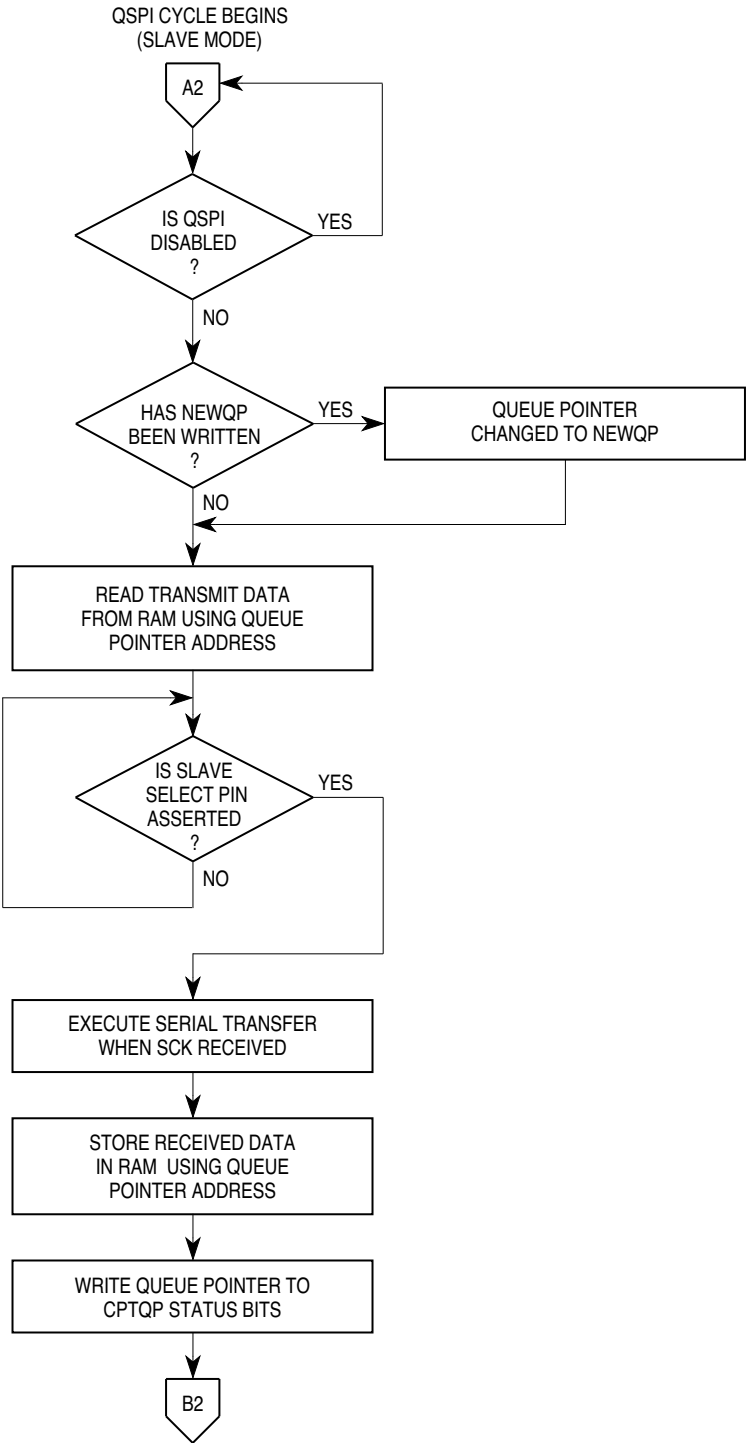 QSPI CYCLE BEGINS
(SLAVE MODE)
A2
IS QSPI
DISABLED
?
YES
NO
HAS NEWQP
BEEN WRITTEN
?
YES
QUEUE POINTER
CHANGED TO NEWQP
NO
READ TRANSMIT DATA
FROM RAM USING QUEUE
POINTER ADDRESS
IS SLAVE
SELECT PIN
ASSERTED
?
YES
NO
EXECUTE SERIAL TRANSFER
WHEN SCK RECEIVED
STORE RECEIVED DATA
IN RAM USING QUEUE
POINTER ADDRESS
WRITE QUEUE POINTER TO
CPTQP STATUS BITS
B2